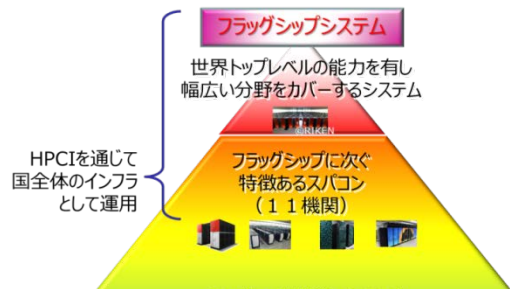 フラッグシップシステム
世界トップレベルの能力を有し
幅広い分野をカバーするシステム
@RIKEN
HPCIを通じて
国全体のインフラ
として運用
フラッグシップに次ぐ
特徴あるスパコン
(11機関)